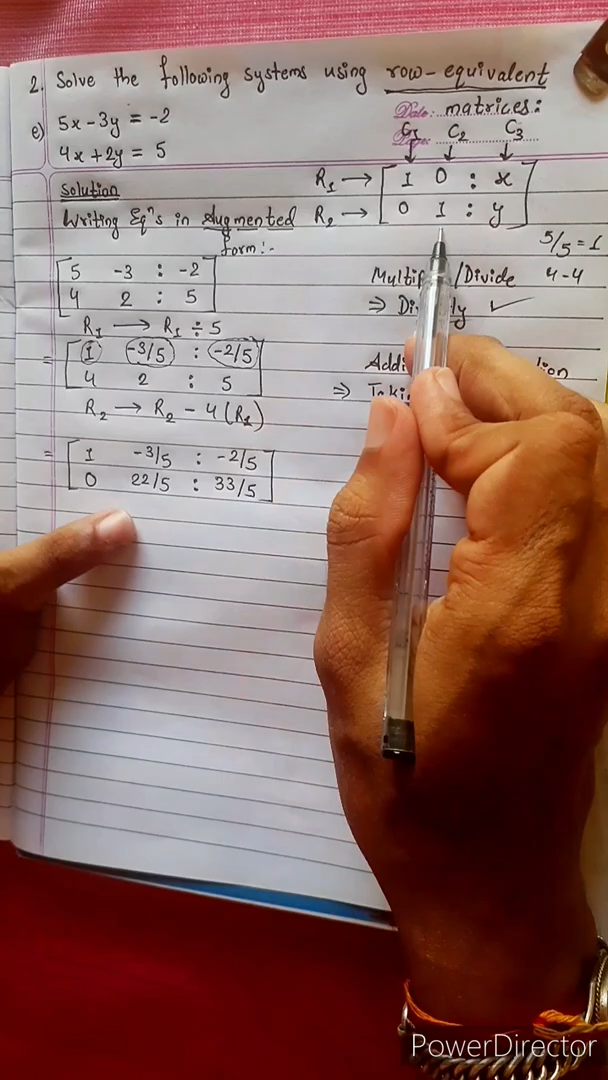 2. Solve the following systems using row-equivalent
Date: matrices:
e) 5x - 3y = -2
4x + 2y = 5
C1 C2 C3
Solution
R1 → [ 1 0 : x ]
R2 → [ 0 1 : y ]
Writing Eqns in Augmented
form:-
5/5 = 1
4-4
[ 5 -3 : -2 ]
[ 4 2 : 5 ]
/Divide
⇒ ✓
R1 → R1 ÷ 5
= [ 1 -3/5 : -2/5 ]
[ 4 2 : 5 ]
⇒
R2 → R2 - 4(R1)
= [ 1 -3/5 : -2/5 ]
[ 0 22/5 : 33/5 ]
PowerDirector